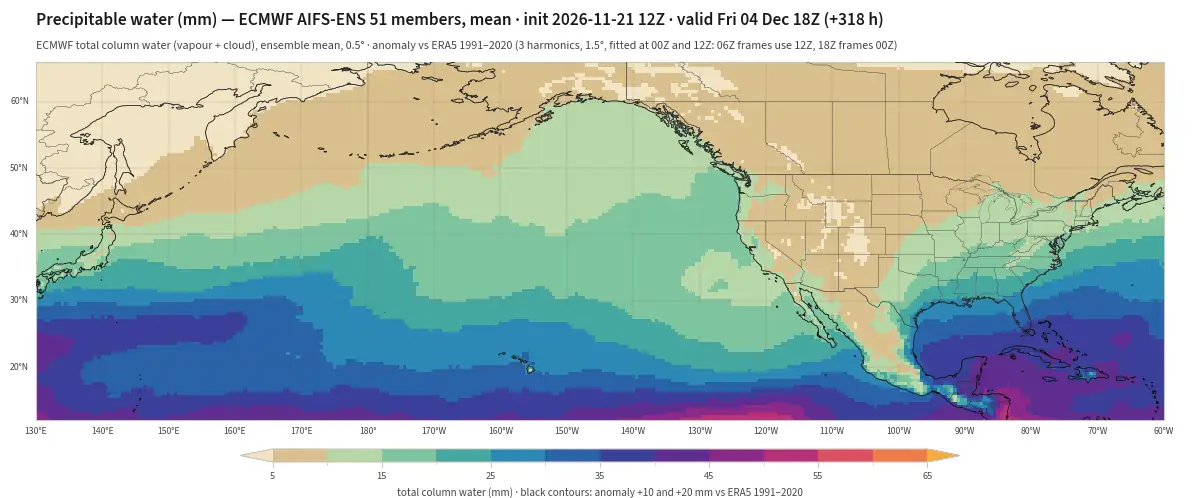 Precipitable water (mm) — ECMWF AIFS-ENS 51 members, mean · init 2026-11-21 12Z · valid Fri 04 Dec 18Z (+318 h)
ECMWF total column water (vapour + cloud), ensemble mean, 0.5° · anomaly vs ERA5 1991–2020 (3 harmonics, 1.5°, fitted at 00Z and 12Z: 06Z frames use 12Z, 18Z frames 00Z)
60°N
50°N
40°N
30°N
20°N
130°E 140°E 150°E 160°E 170°E 180° 170°W 160°W 150°W 140°W 130°W 120°W 110°W 100°W 90°W 80°W 70°W 60°W
5 15 25 35 45 55 65
total column water (mm) · black contours: anomaly +10 and +20 mm vs ERA5 1991–2020